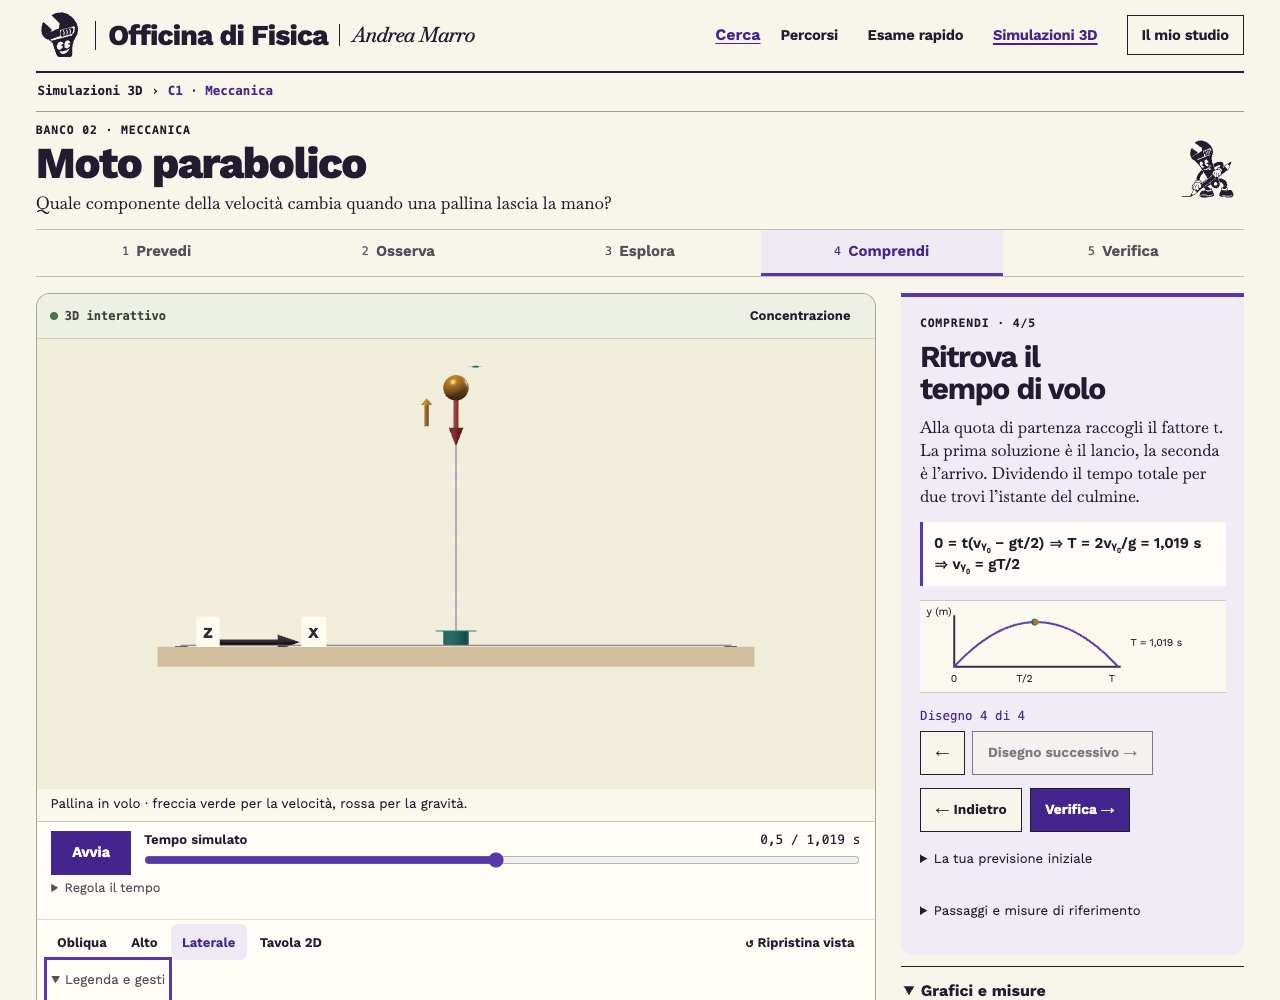 Officina di Fisica
Andrea Marro
Cerca
Percorsi
Esame rapido
Simulazioni 3D
Il mio studio
Simulazioni 3D › C1 · Meccanica
BANCO 02 · MECCANICA
Moto parabolico
Quale componente della velocità cambia quando una pallina lascia la mano?
1 Prevedi
2 Osserva
3 Esplora
4 Comprendi
5 Verifica
3D interattivo
Concentrazione
Z
X
Pallina in volo · freccia verde per la velocità, rossa per la gravità.
Avvia
Tempo simulato
0,5 / 1,019 s
▶ Regola il tempo
Obliqua
Alto
Laterale
Tavola 2D
↺ Ripristina vista
▼ Legenda e gesti
COMPRENDI · 4/5
Ritrova il
tempo di volo
Alla quota di partenza raccogli il fattore t.
La prima soluzione è il lancio, la seconda
è l’arrivo. Dividendo il tempo totale per
due trovi l’istante del culmine.
0 = t(vᵧ₀ − gt/2) ⇒ T = 2vᵧ₀/g = 1,019 s
⇒ vᵧ₀ = gT/2
y (m)
T = 1,019 s
0
T/2
T
Disegno 4 di 4
←
Disegno successivo →
← Indietro
Verifica →
▶ La tua previsione iniziale
▶ Passaggi e misure di riferimento
▼ Grafici e misure